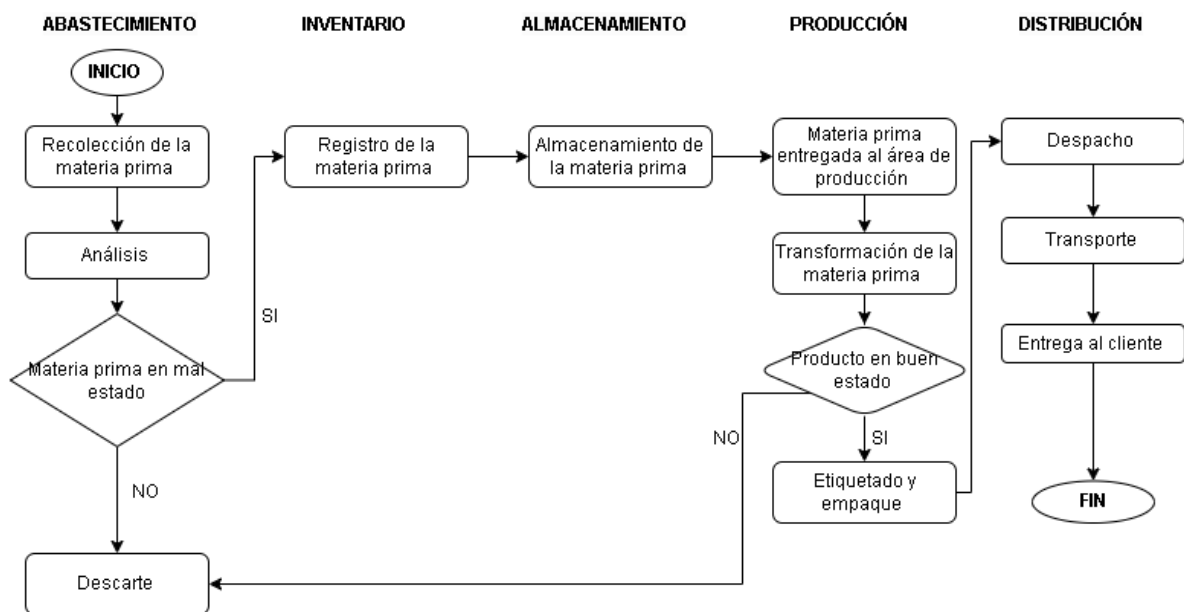 ABASTECIMIENTO
INVENTARIO
ALMACENAMIENTO
PRODUCCIÓN
DISTRIBUCIÓN
INICIO
Recolección de la
materia prima
Análisis
Materia prima en mal
estado
SI
NO
Descarte
Registro de la
materia prima
Almacenamiento de
la materia prima
Materia prima
entregada al área de
producción
Transformación de la
materia prima
Producto en buen
estado
NO
SI
Etiquetado y
empaque
Despacho
Transporte
Entrega al cliente
FIN